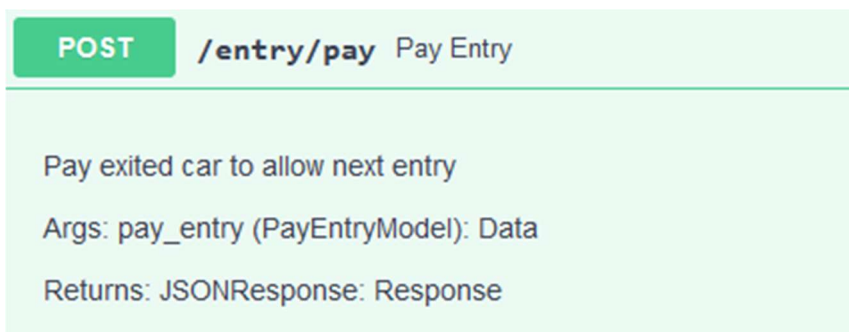 POST /entry/pay Pay Entry
Pay exited car to allow next entry
Args: pay_entry (PayEntryModel): Data
Returns: JSONResponse: Response